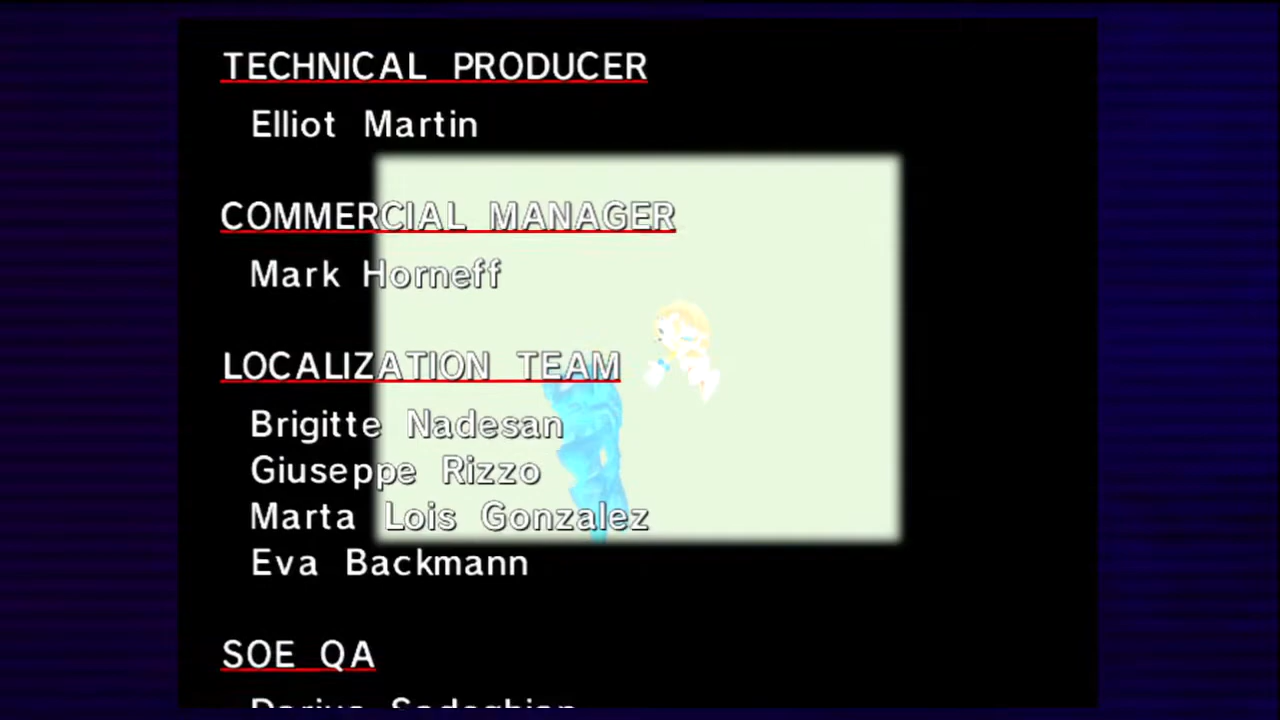 TECHNICAL PRODUCER
Elliot Martin
COMMERCIAL MANAGER
Mark Horneff
LOCALIZATION TEAM
Brigitte Nadesan
Giuseppe Rizzo
Marta Lois Gonzalez
Eva Backmann
SOE QA